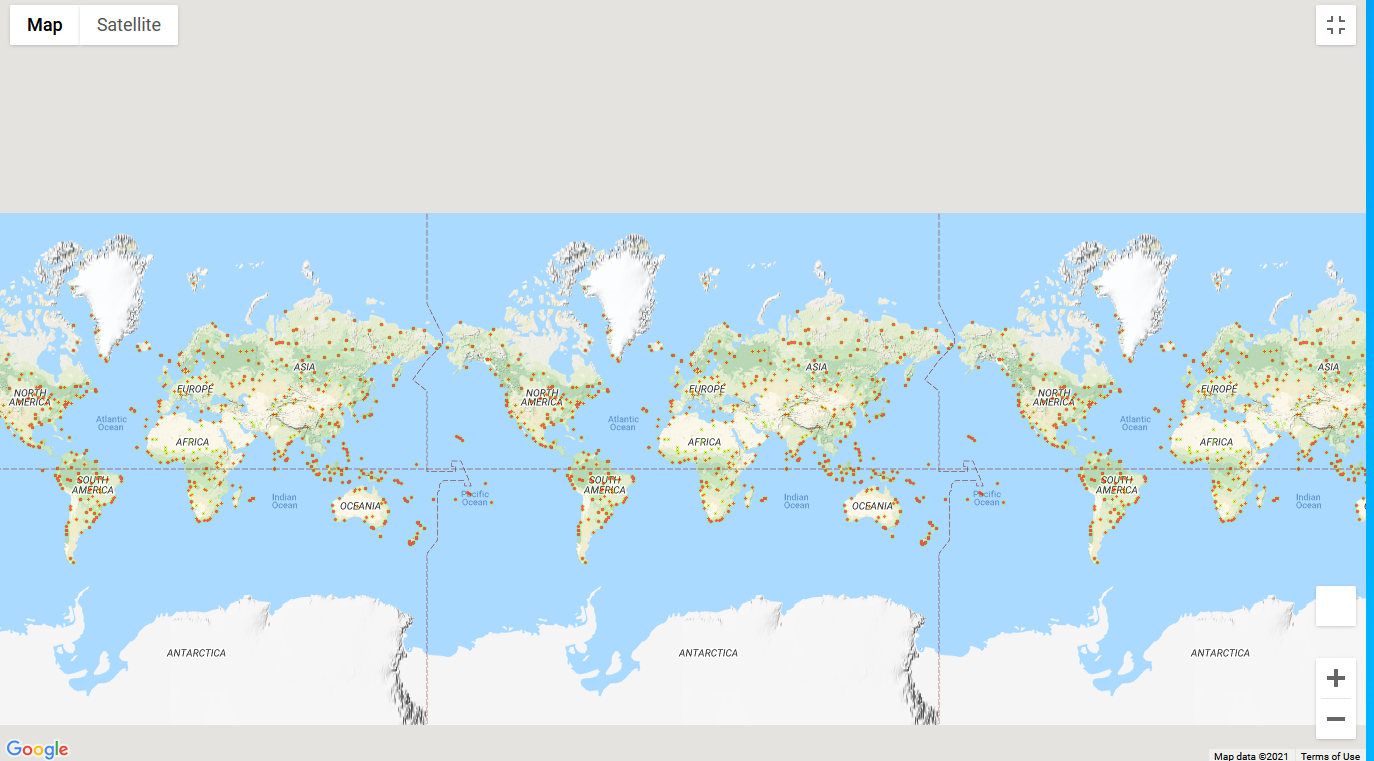 Map Satellite
ASIA ASIA ASIA
EUROPE EUROPE EUROPE
NORTH AMERICA NORTH AMERICA NORTH AMERICA
Atlantic Ocean Atlantic Ocean Atlantic Ocean
AFRICA AFRICA AFRICA
SOUTH AMERICA SOUTH AMERICA SOUTH AMERICA
Indian Ocean Pacific Ocean Indian Ocean Pacific Ocean Indian Ocean
OCEANIA OCEANIA
ANTARCTICA ANTARCTICA ANTARCTICA
Google Map data ©2021 Terms of Use